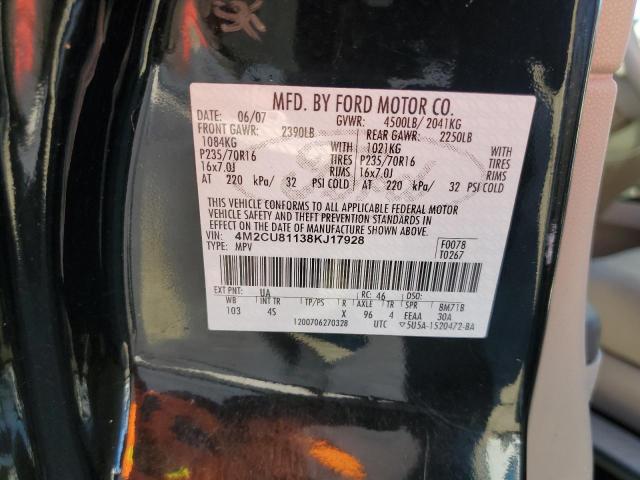 MFD. BY FORD MOTOR CO.
DATE: 06/07 GVWR: 4500LB/ 2041KG
FRONT GAWR: 2390LB REAR GAWR: 2250LB
1084KG WITH 1021KG WITH
P235/70R16 TIRES P235/70R16 TIRES
16x7.0J RIMS 16x7.0J RIMS
AT 220 kPa/ 32 PSI COLD AT 220 kPa/ 32 PSI COLD
THIS VEHICLE CONFORMS TO ALL APPLICABLE FEDERAL MOTOR
VEHICLE SAFETY AND THEFT PREVENTION STANDARDS IN
EFFECT ON THE DATE OF MANUFACTURE SHOWN ABOVE.
4M2CU81138KJ17928 F0078
TYPE: MPV T0267
EXT PNT: UA RC: 46 DSO:
WB INT TR TP/PS R AXLE TR SPR BM71B
103 4S X 96 4 EEAA 30A
1200706270328 UTC 5U5A-1520472-BA